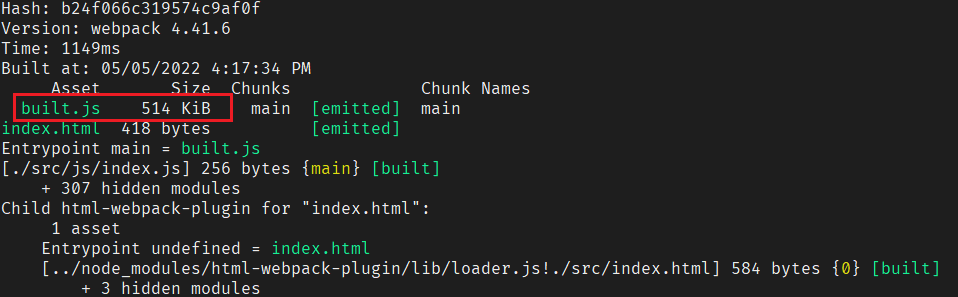 Hash: b24f066c319574c9af0f
Version: webpack 4.41.6
Time: 1149ms
Built at: 05/05/2022 4:17:34 PM
     Asset       Size  Chunks             Chunk Names
  built.js    514 KiB    main  [emitted]  main
index.html  418 bytes          [emitted]
Entrypoint main = built.js
[./src/js/index.js] 256 bytes {main} [built]
    + 307 hidden modules
Child html-webpack-plugin for "index.html":
     1 asset
    Entrypoint undefined = index.html
    [../node_modules/html-webpack-plugin/lib/loader.js!./src/index.html] 584 bytes {0} [built]
        + 3 hidden modules